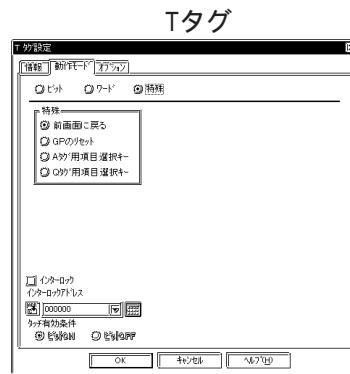 Tタグ
T タグ設定
情報 動作モード オプション
ビット ワード 特殊
特殊
前画面に戻る
GPのリセット
Aタグ用項目選択キー
Qタグ用項目選択キー
インターロック
インターロックアドレス
000000
タッチ有効条件
ビットON ビットOFF
OK キャンセル ヘルプ(H)